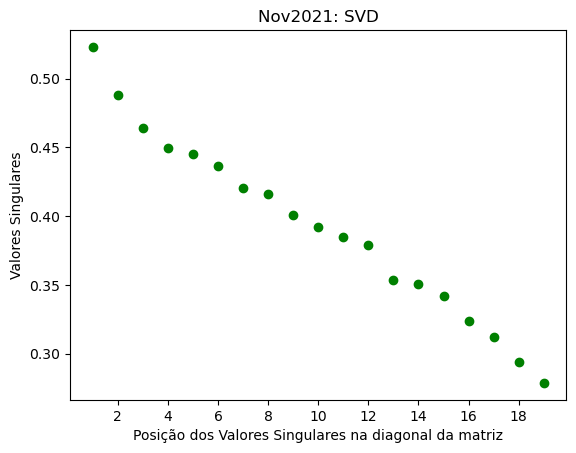 Nov2021: SVD
Valores Singulares
0.50
0.45
0.40
0.35
0.30
2 4 6 8 10 12 14 16 18
Posição dos Valores Singulares na diagonal da matriz